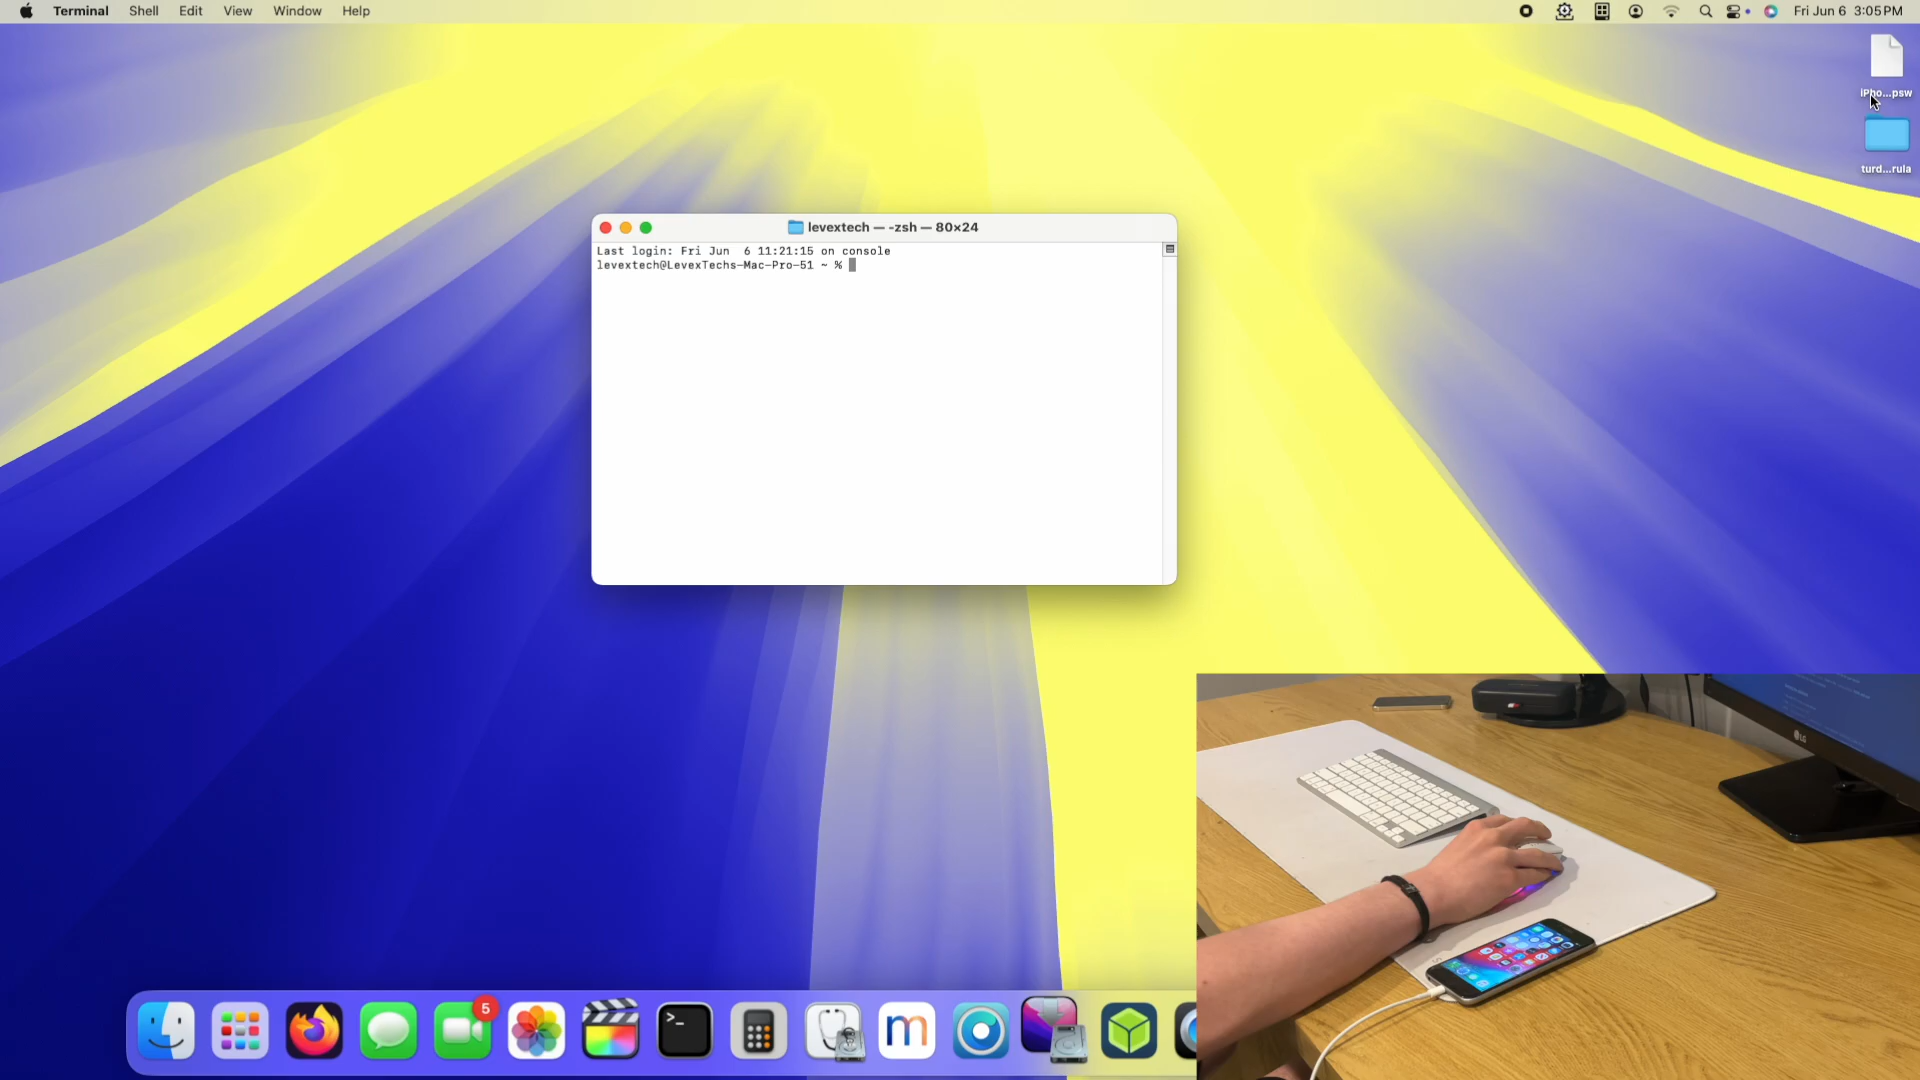 Terminal Shell Edit View Window Help Fri Jun 6 3:05 PM
iPho...psw
turd...rula
levextech — -zsh — 80×24
Last login: Fri Jun  6 11:21:15 on console
levextech@LevexTechs-Mac-Pro-51 ~ %
LG
5
>_
m